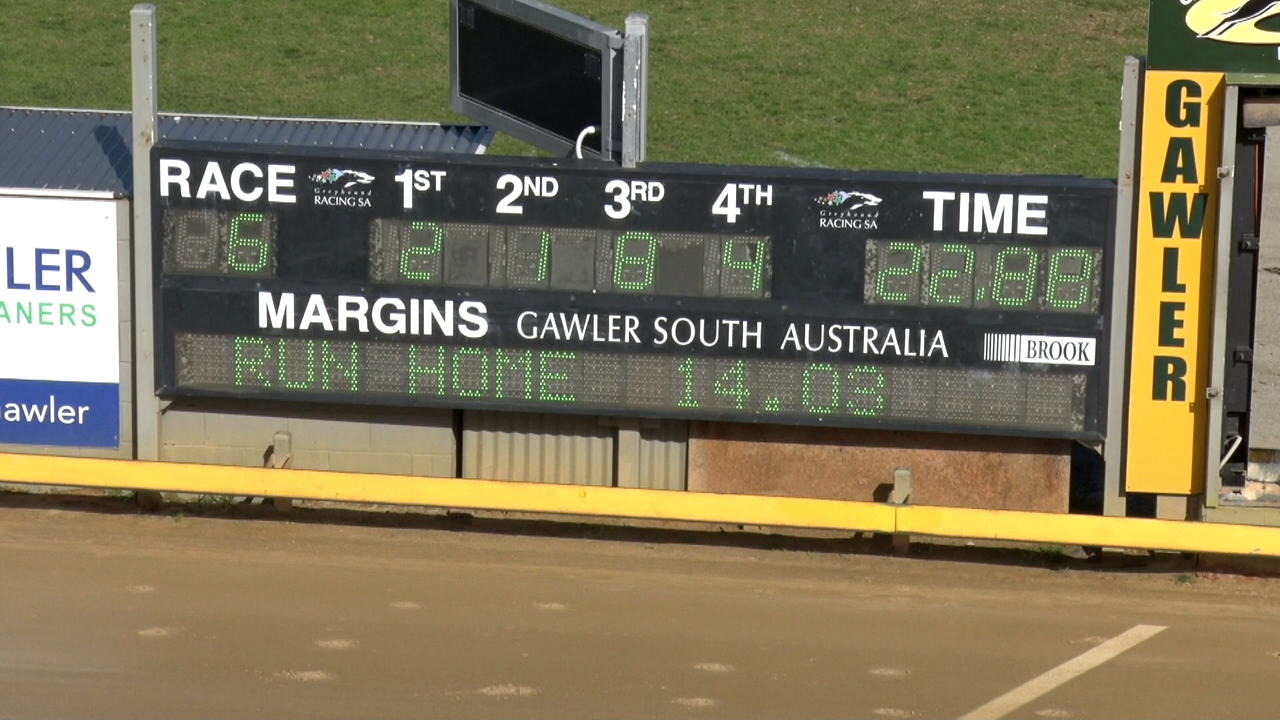 RACE 1ST 2ND 3RD 4TH TIME
Greyhound RACING SA
Greyhound RACING SA
6 2 1 8 4 22.88
MARGINS GAWLER SOUTH AUSTRALIA BROOK
RUN HOME 14.03
LER
ANERS
awler
GAWLER